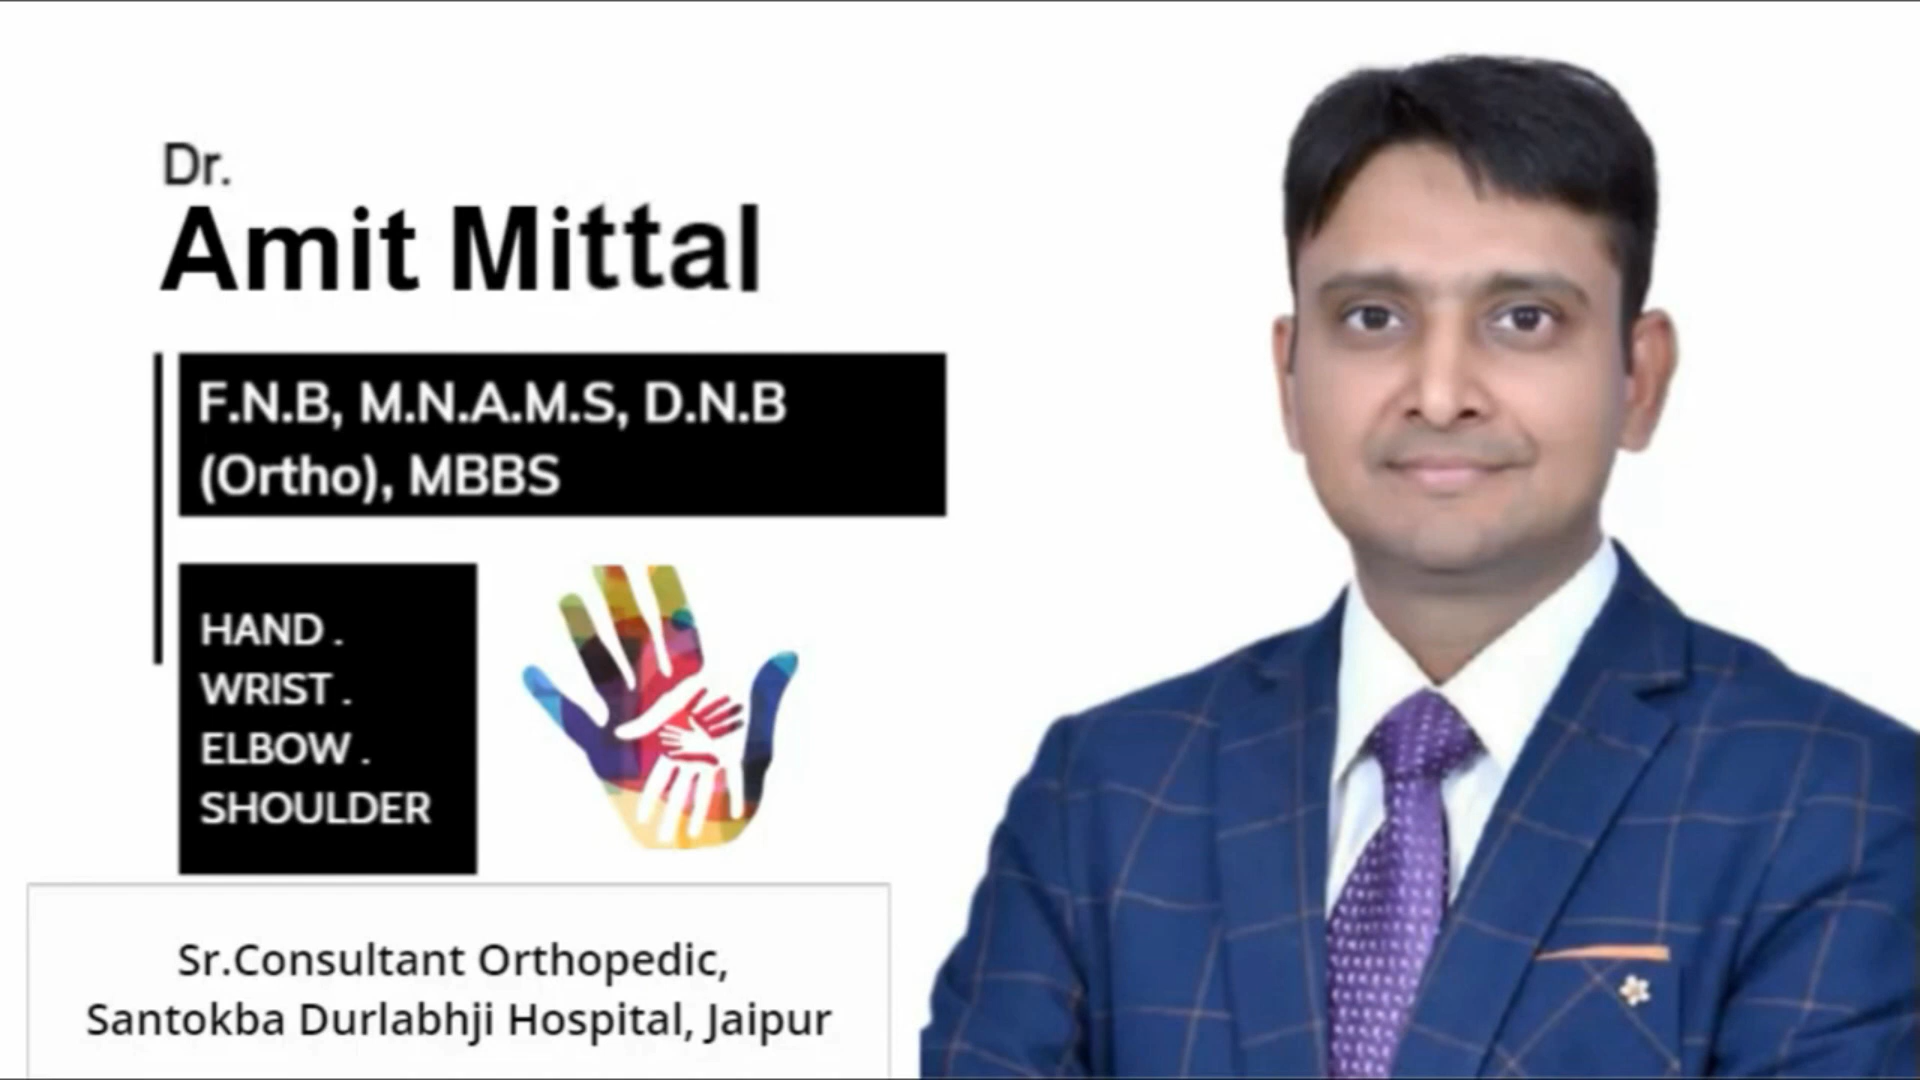 Dr.
Amit Mittal
F.N.B, M.N.A.M.S, D.N.B
(Ortho), MBBS
HAND .
WRIST .
ELBOW .
SHOULDER
Sr.Consultant Orthopedic,
Santokba Durlabhji Hospital, Jaipur